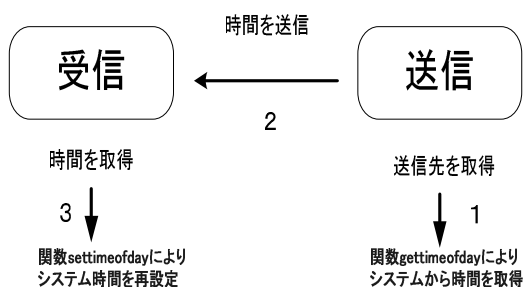 時間を送信
受信
送信
2
時間を取得
送信先を取得
3
1
関数settimeofdayにより
システム時間を再設定
関数gettimeofdayにより
システムから時間を取得